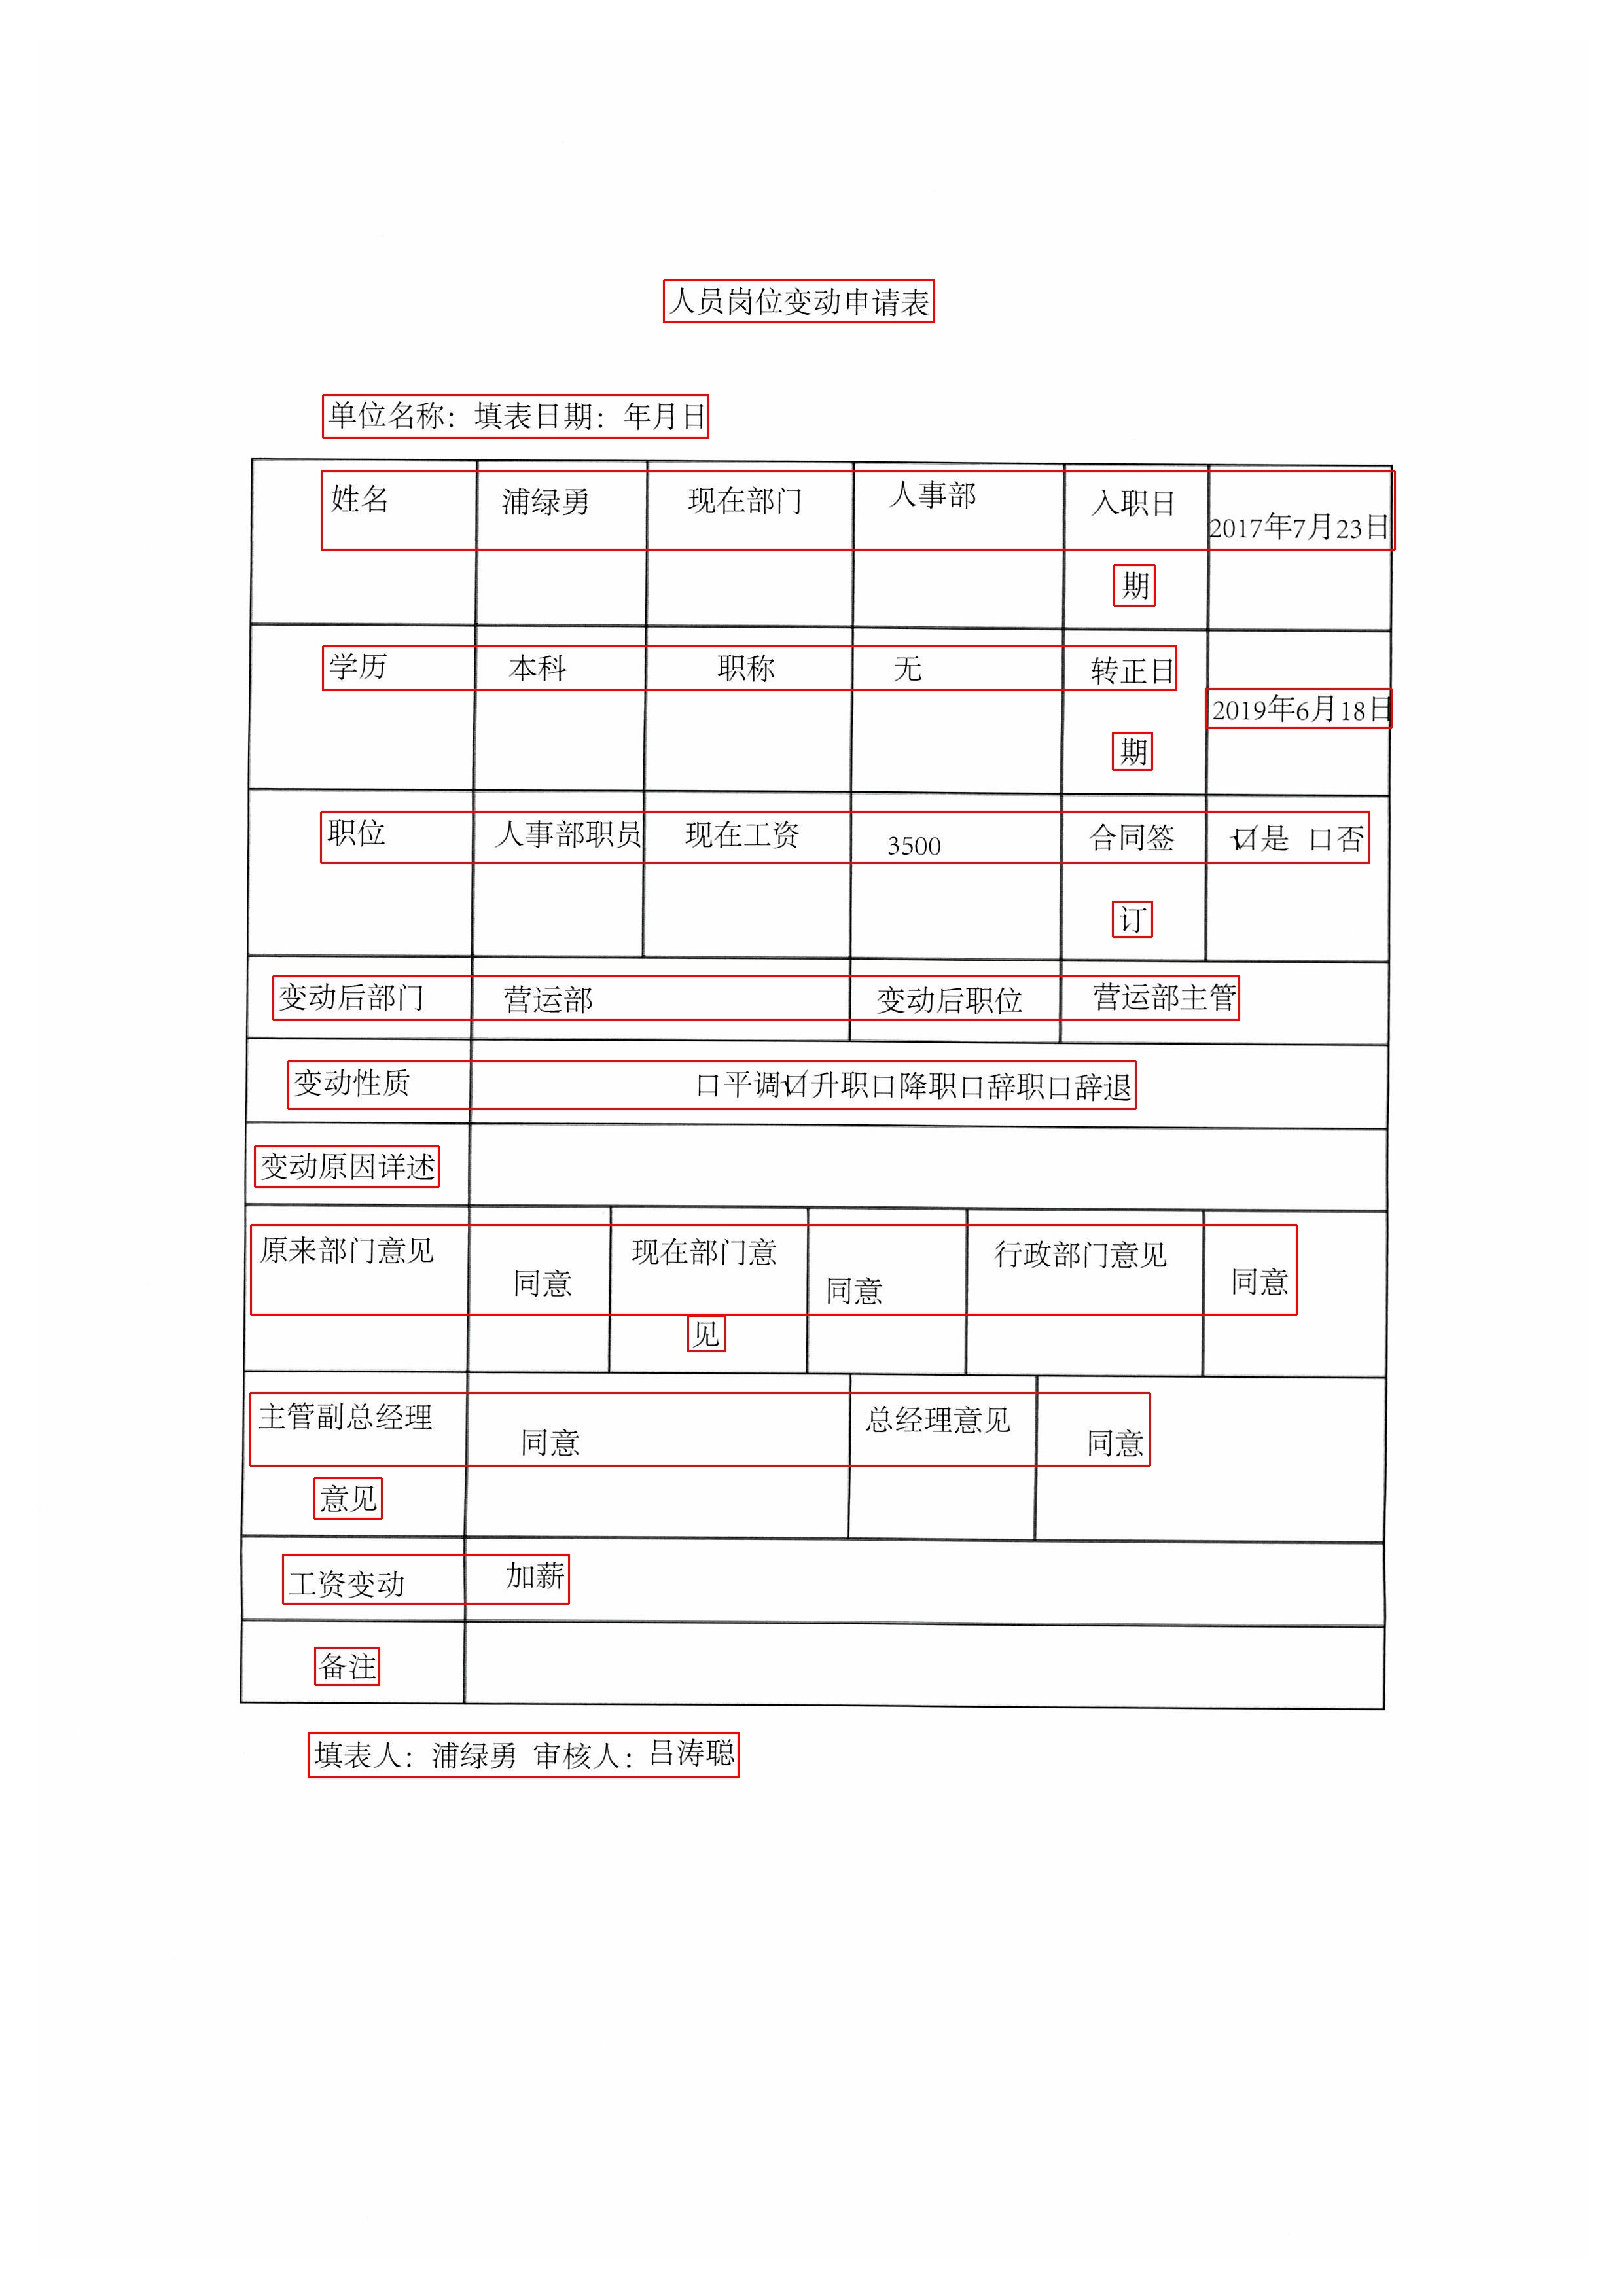 人员岗位变动申请表
单位名称：填表日期：年月日
姓名 浦绿勇 现在部门 人事部 入职日 2017年7月23日
期
学历 本科 职称 无 转正日
2019年6月18日
期
职位 人事部职员 现在工资 3500 合同签 ☑是 口否
订
变动后部门 营运部 变动后职位 营运部主管
变动性质 口平调☑升职口降职口辞职口辞退
变动原因详述
原来部门意见 同意 现在部门意 同意 行政部门意见 同意
见
主管副总经理 同意 总经理意见 同意
意见
工资变动 加薪
备注
填表人：浦绿勇 审核人：吕涛聪